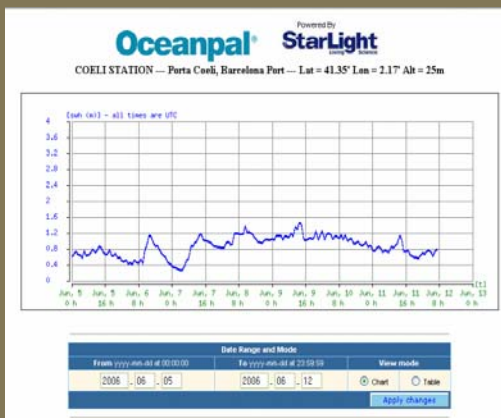 Oceanpal®
Powered By
StarLight
Living Science
COELI STATION --- Porta Coeli, Barcelona Port --- Lat = 41.35' Lon = 2.17' Alt = 25m
[swh (m)] - all times are UTC
4
3.6
3.2
2.8
2.4
2
1.6
1.2
0.8
0.4
0
[t]
Jun, 5 Jun, 5 Jun, 6 Jun, 7 Jun, 7 Jun, 8 Jun, 9 Jun, 9 Jun, 10 Jun, 11 Jun, 11 Jun, 12 Jun, 13
0 h 16 h 8 h 0 h 16 h 8 h 0 h 16 h 8 h 0 h 16 h 8 h 0 h
Date Range and Mode
From yyyy-mm-dd at 00:00:00 To yyyy-mm-dd at 23:59:59 View mode
2006 - 06 - 05 2006 - 06 - 12 Chart Table
Apply changes